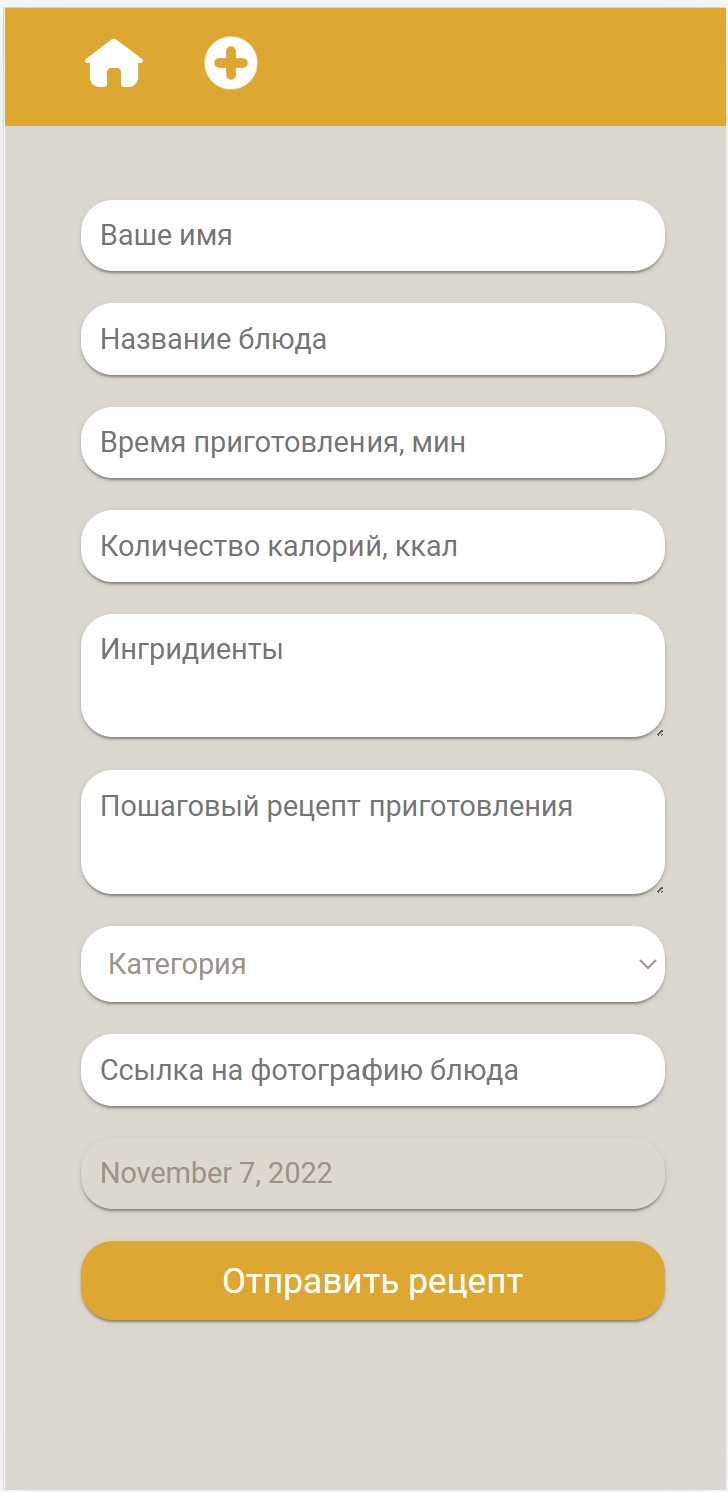 Ваше имя
Название блюда
Время приготовления, мин
Количество калорий, ккал
Ингридиенты
Пошаговый рецепт приготовления
Категория
Ссылка на фотографию блюда
November 7, 2022
Отправить рецепт